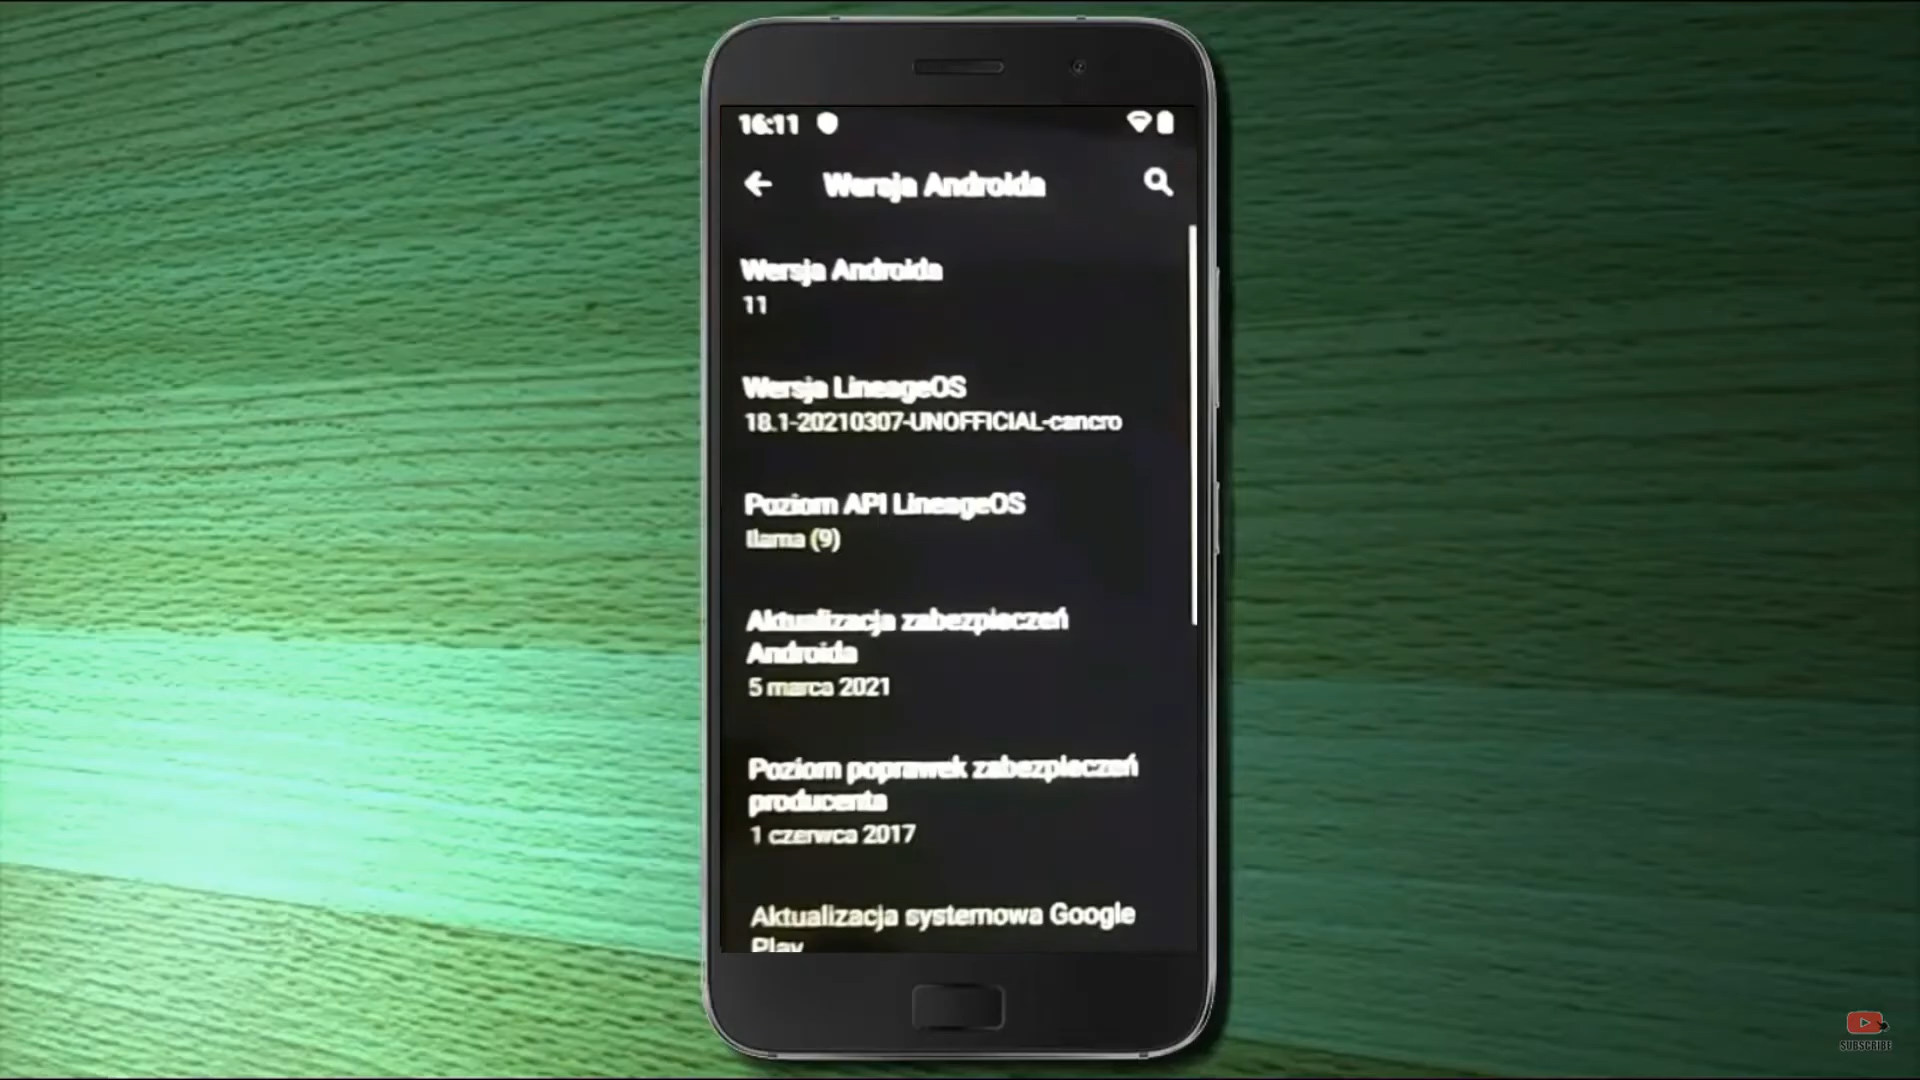 16:11
Wersja Androida
Wersja Androida
11
Wersja LineageOS
18.1-20210307-UNOFFICIAL-cancro
Poziom API LineageOS
llama (9)
Aktualizacja zabezpieczeń
Androida
5 marca 2021
Poziom poprawek zabezpieczeń
producenta
1 czerwca 2017
Aktualizacja systemowa Google
Play
SUBSCRIBE